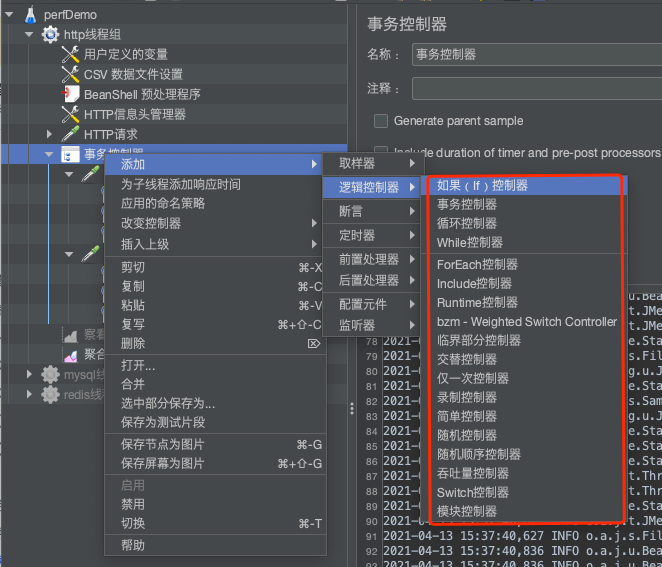 perfDemo
http线程组
用户定义的变量
CSV 数据文件设置
BeanShell 预处理程序
HTTP信息头管理器
HTTP请求
事务控制器
察看
聚合
mysql线
redis线
添加
为子线程添加响应时间
应用的命名策略
改变控制器
插入上级
剪切 ⌘-X
复制 ⌘-C
粘贴 ⌘-V
复写 ⌘+⇧-C
删除 ⌦
打开...
合并
选中部分保存为...
保存为测试片段
保存节点为图片 ⌘-G
保存屏幕为图片 ⌘+⇧-G
启用
禁用
切换 ⌘-T
帮助
取样器
逻辑控制器
断言
定时器
前置处理器
后置处理器
配置元件
监听器
如果（If）控制器
事务控制器
循环控制器
While控制器
ForEach控制器
Include控制器
Runtime控制器
bzm - Weighted Switch Controller
临界部分控制器
交替控制器
仅一次控制器
录制控制器
简单控制器
随机控制器
随机顺序控制器
吞吐量控制器
Switch控制器
模块控制器
事务控制器
名称： 事务控制器
注释：
Generate parent sample
Include duration of timer and pre-post processors
u.Bea
t.JMe
t.JMe
78 2021- e.Sta
79 2021- s.Fil
80 2021- g.u.J
81 2021- e.Sta
82 2021- s.Sam
83 2021- g.u.J
84 2021- e.Sta
85 2021- e.Sta
86 2021- e.Sta
87 2021- t.Thr
88 2021- t.Thr
89 2021- e.Sta
90 2021-04- t.JMe
91 2021-04-13 15:37:40,627 INFO o.a.j.s.Fil
92 2021-04-13 15:37:40,836 INFO o.a.j.u.Bea
93 2021-04-13 15:37:40,836 INFO o.a.j.u.Bea